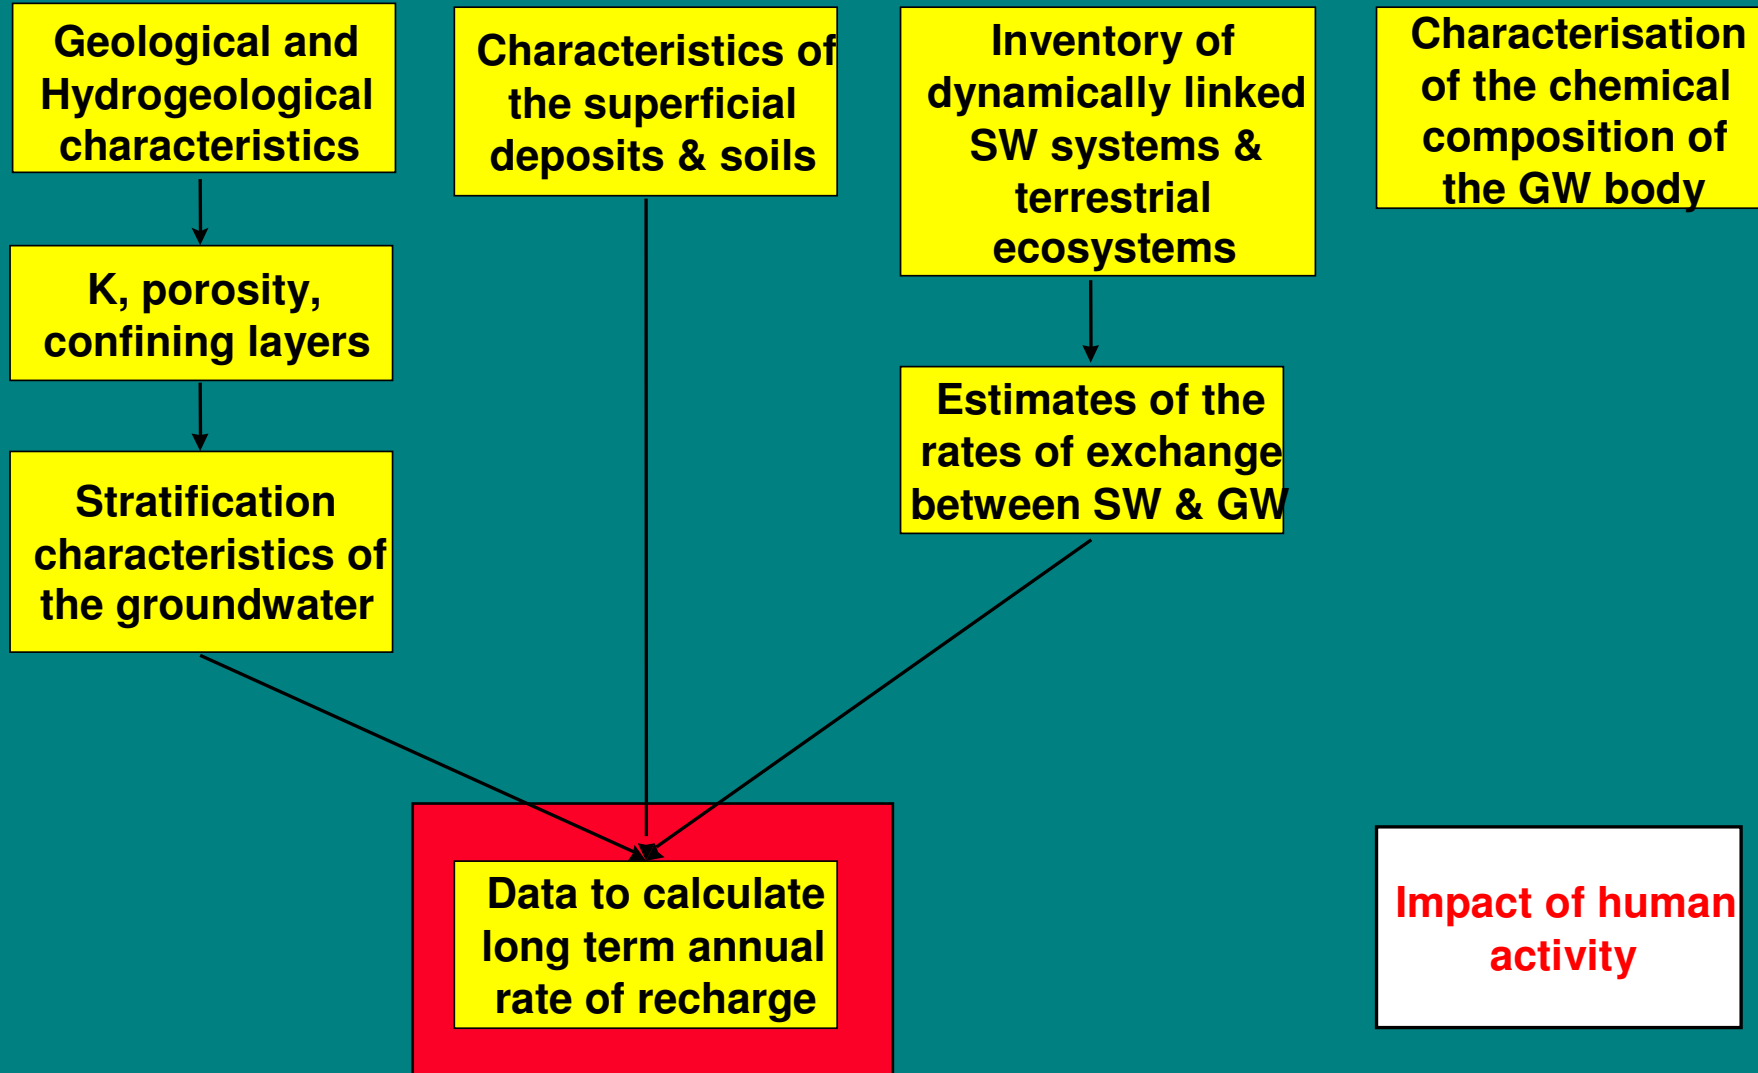 Geological and
Hydrogeological
characteristics
Characteristics of
the superficial
deposits & soils
Inventory of
dynamically linked
SW systems &
terrestrial
ecosystems
Characterisation
of the chemical
composition of
the GW body
K, porosity,
confining layers
Estimates of the
rates of exchange
between SW & GW
Stratification
characteristics of
the groundwater
Data to calculate
long term annual
rate of recharge
Impact of human
activity